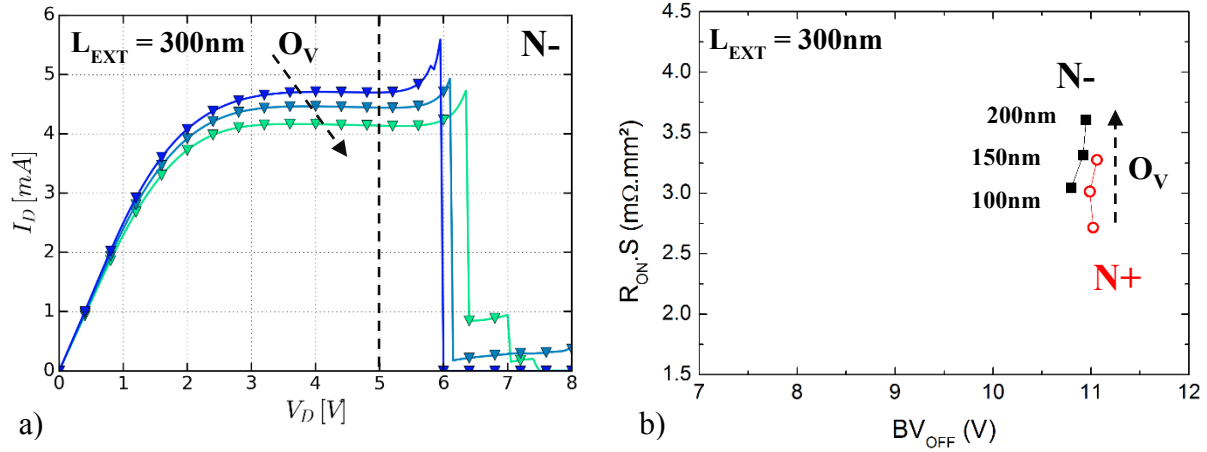 L_EXT = 300nm
O_V
N-
I_D [mA]
6
5
4
3
2
1
0
0 1 2 3 4 5 6 7 8
V_D [V]
a)
L_EXT = 300nm
N-
200nm
150nm
100nm
O_V
N+
R_ON.S (mΩ.mm²)
4.5
4.0
3.5
3.0
2.5
2.0
1.5
7 8 9 10 11 12
BV_OFF (V)
b)